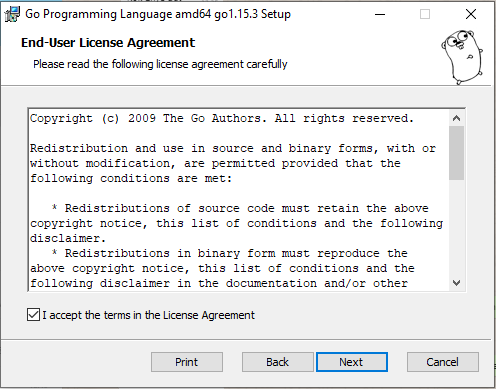 Go Programming Language amd64 go1.15.3 Setup
End-User License Agreement
Please read the following license agreement carefully
Copyright (c) 2009 The Go Authors. All rights reserved.
Redistribution and use in source and binary forms, with or
without modification, are permitted provided that the
following conditions are met:
* Redistributions of source code must retain the above
copyright notice, this list of conditions and the following
disclaimer.
* Redistributions in binary form must reproduce the
above copyright notice, this list of conditions and the
following disclaimer in the documentation and/or other
I accept the terms in the License Agreement
Print Back Next Cancel